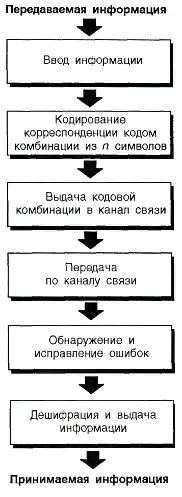 Передаваемая информация
Ввод информации
Кодирование
корреспонденции кодом
комбинации из n символов
Выдача кодовой
комбинации в канал связи
Передача
по каналу связи
Обнаружение и
исправление ошибок
Дешифрация и выдача
информации
Принимаемая информация